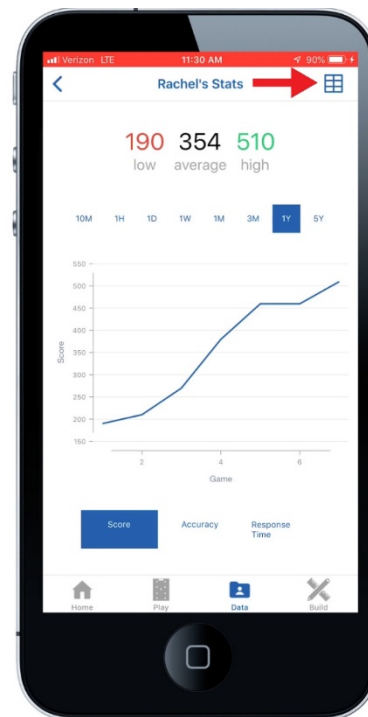 Verizon LTE 11:30 AM 90%
Rachel's Stats
190 354 510
low average high
10M 1H 1D 1W 1M 3M 1Y 5Y
550
500
450
400
350
300
250
200
150
Score
2 4 6
Game
Score Accuracy Response
Time
Home Play Data Build